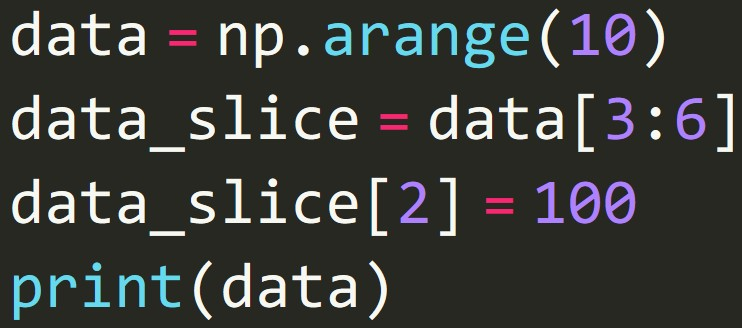 data = np.arange(10)
data_slice = data[3:6]
data_slice[2] = 100
print(data)